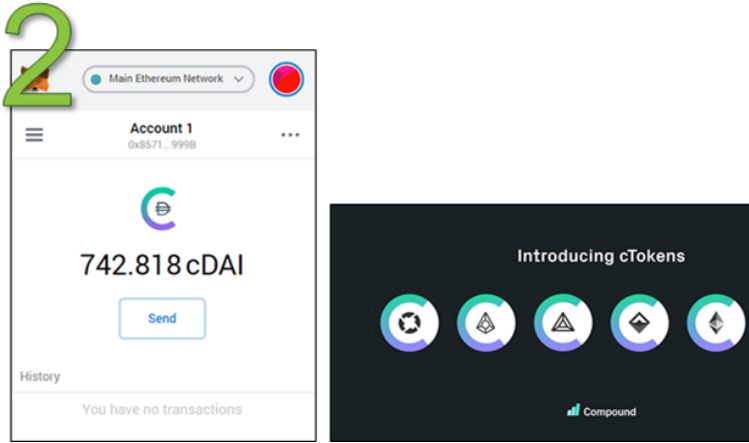 2
Main Ethereum Network
Account 1
0x8571...999B
742.818 cDAI
Send
History
You have no transactions
Introducing cTokens
Compound